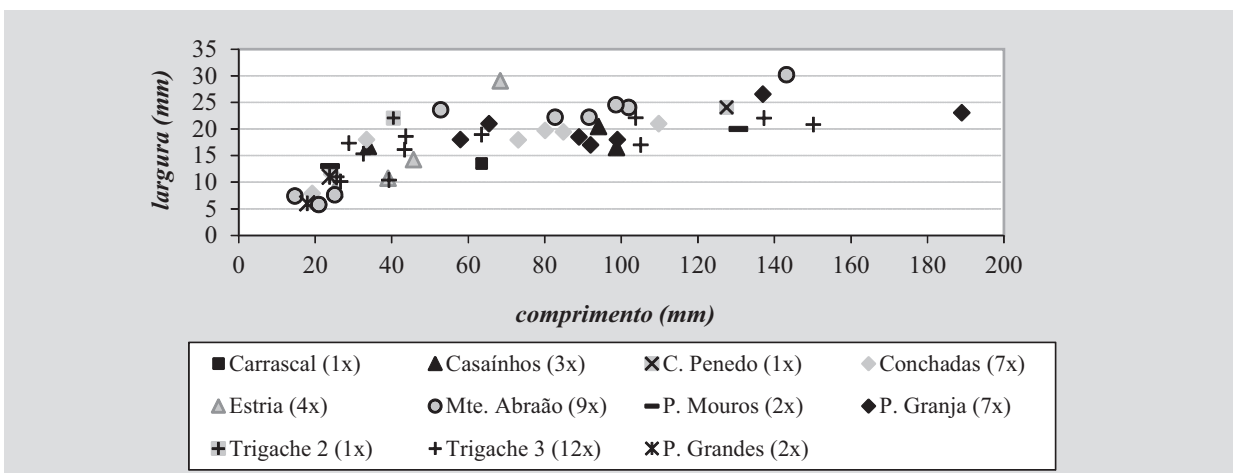 35
30
25
20
15
10
5
0
largura (mm)
0 20 40 60 80 100 120 140 160 180 200
comprimento (mm)
Carrascal (1x) Casaínhos (3x) C. Penedo (1x) Conchadas (7x)
Estria (4x) Mte. Abraão (9x) P. Mouros (2x) P. Granja (7x)
Trigache 2 (1x) Trigache 3 (12x) P. Grandes (2x)